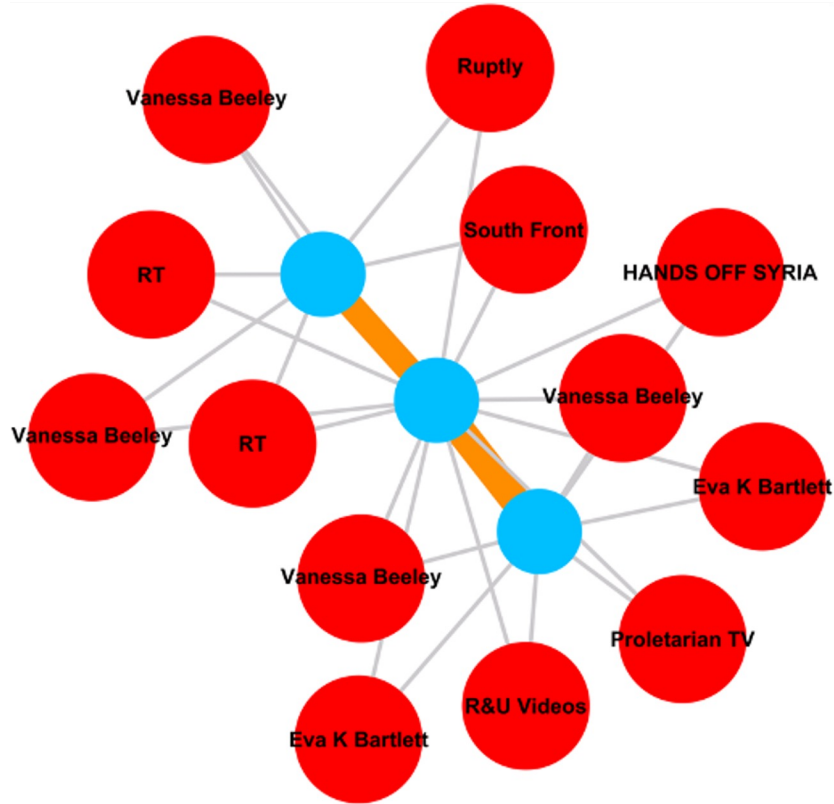 Ruptly
Vanessa Beeley
South Front
RT
HANDS OFF SYRIA
Vanessa Beeley
Vanessa Beeley
RT
Eva K Bartlett
Vanessa Beeley
Proletarian TV
R&U Videos
Eva K Bartlett